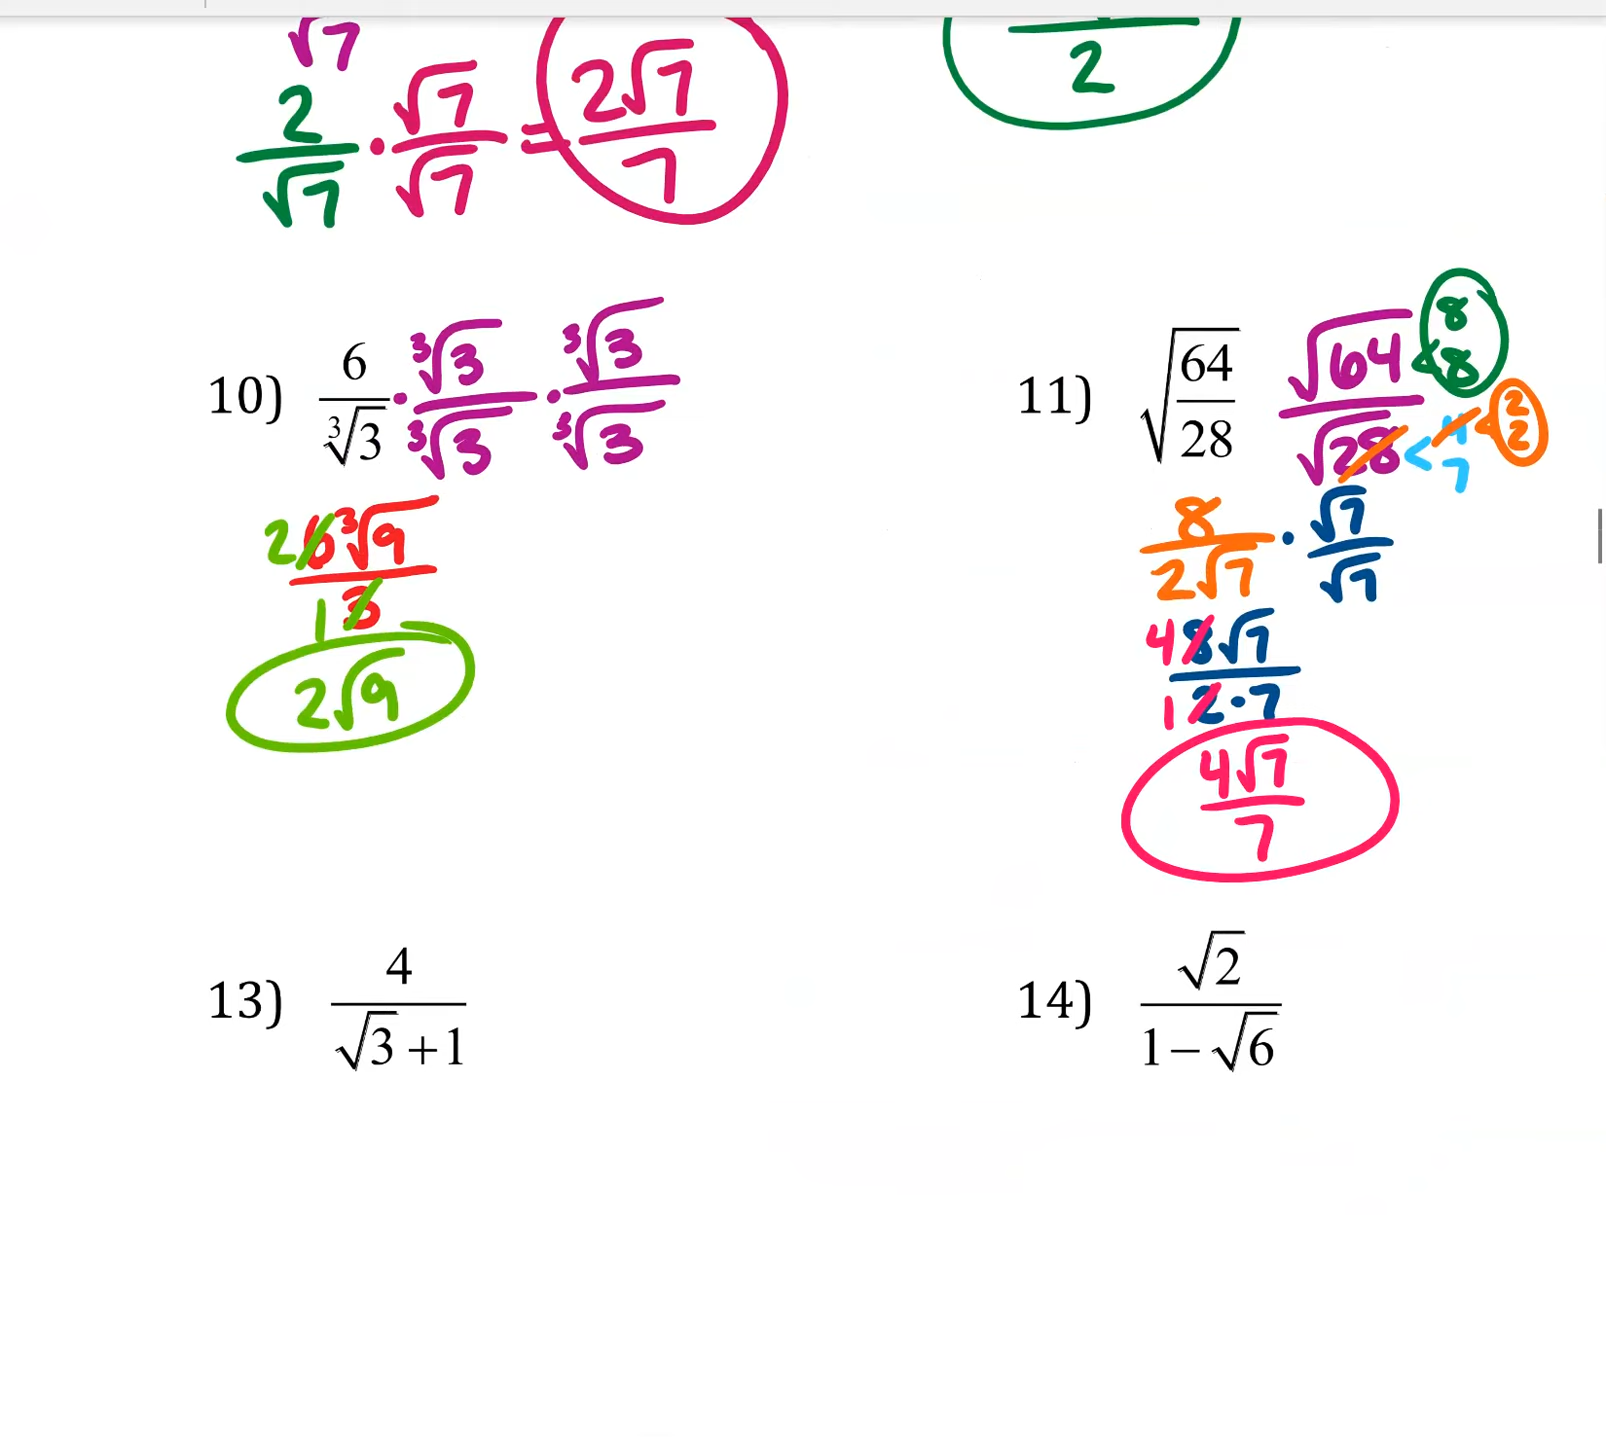 √7
2/√7 · √7/√7 = 2√7/7
2
10) 6/∛3 · ∛3/∛3 · ∛3/∛3
2 6∛9
1 3
2√9
11) √(64/28) √64/√28 < 8 8 < 4 7 < 2 2
8/2√7 · √7/√7
4 8√7
1 2·7
4√7/7
13) 4/(√3+1)
14) √2/(1−√6)